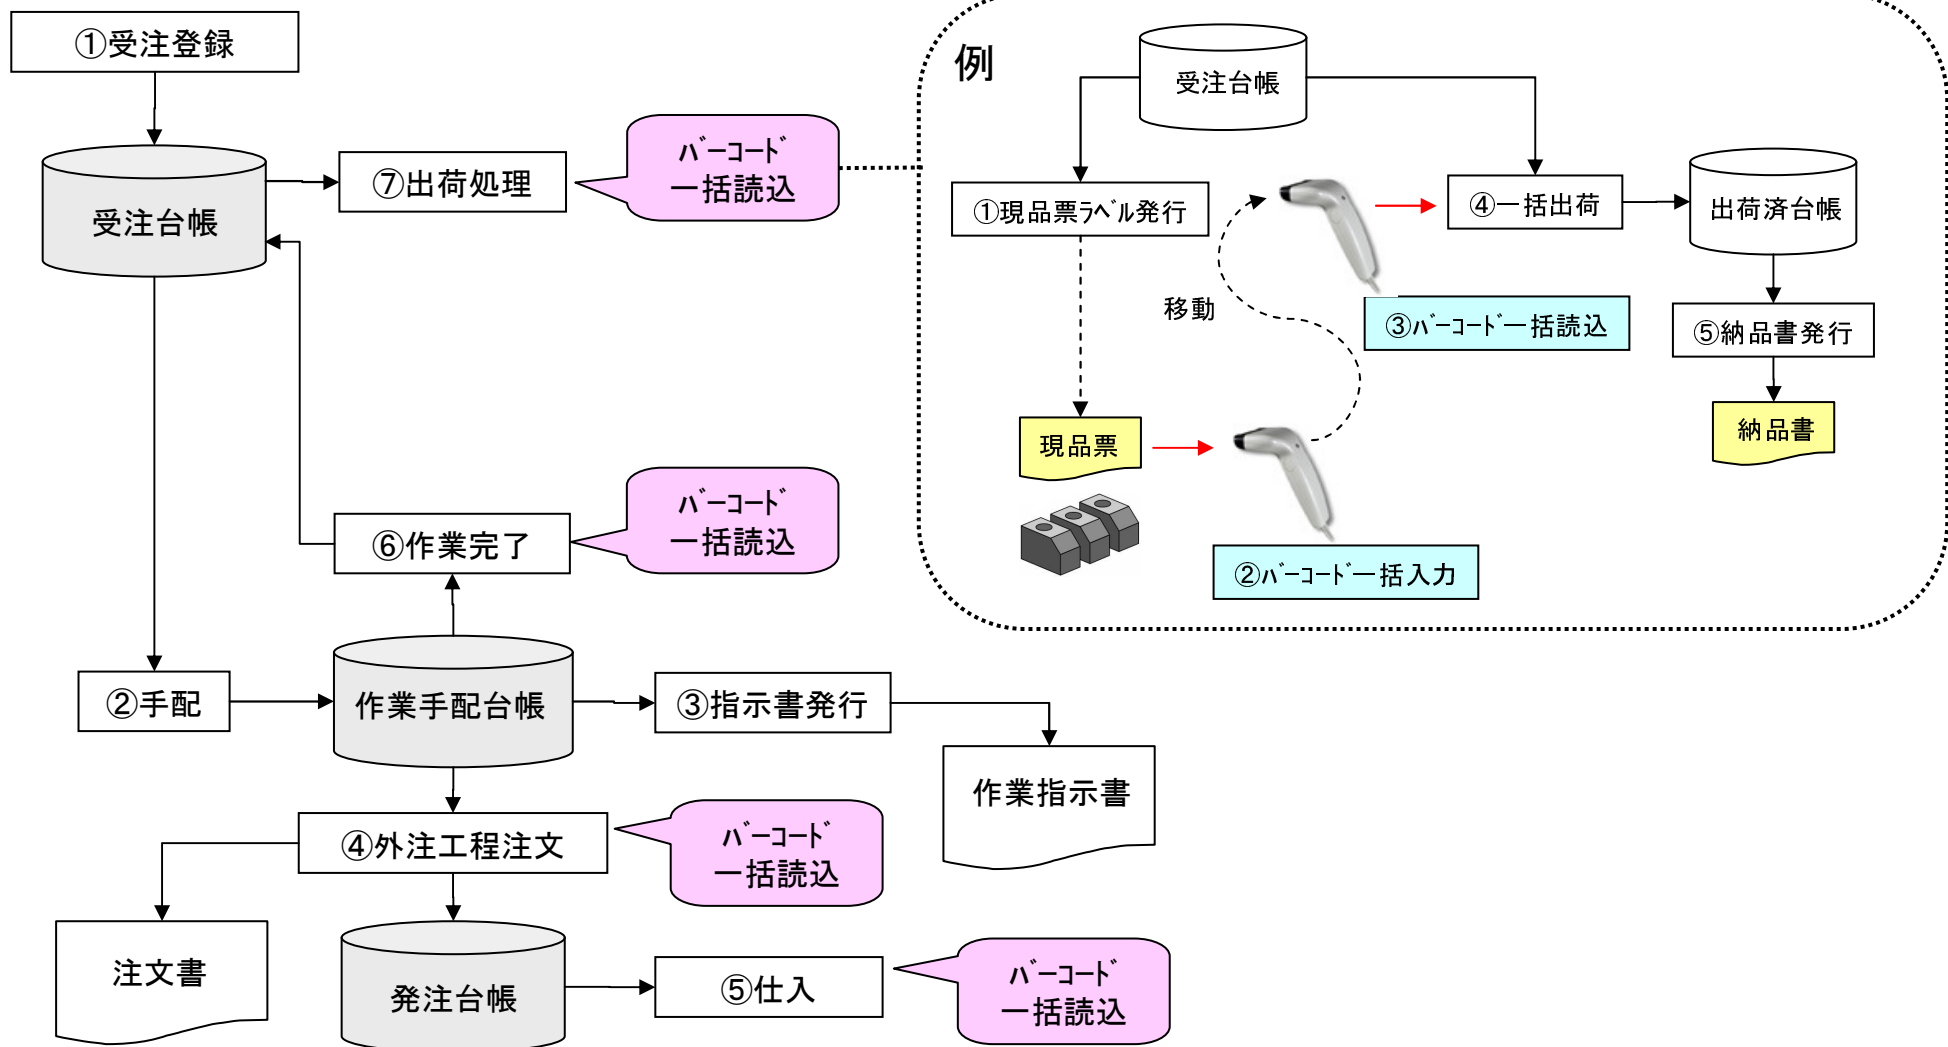 ①受注登録
受注台帳
⑦出荷処理
ﾊﾞｰｺｰﾄﾞ
一括読込
⑥作業完了
ﾊﾞｰｺｰﾄﾞ
一括読込
②手配
作業手配台帳
③指示書発行
作業指示書
④外注工程注文
ﾊﾞｰｺｰﾄﾞ
一括読込
注文書
発注台帳
⑤仕入
ﾊﾞｰｺｰﾄﾞ
一括読込
例
受注台帳
①現品票ﾗﾍﾞﾙ発行
④一括出荷
出荷済台帳
移動
③ﾊﾞｰｺｰﾄﾞ一括読込
⑤納品書発行
現品票
納品書
②ﾊﾞｰｺｰﾄﾞ一括入力